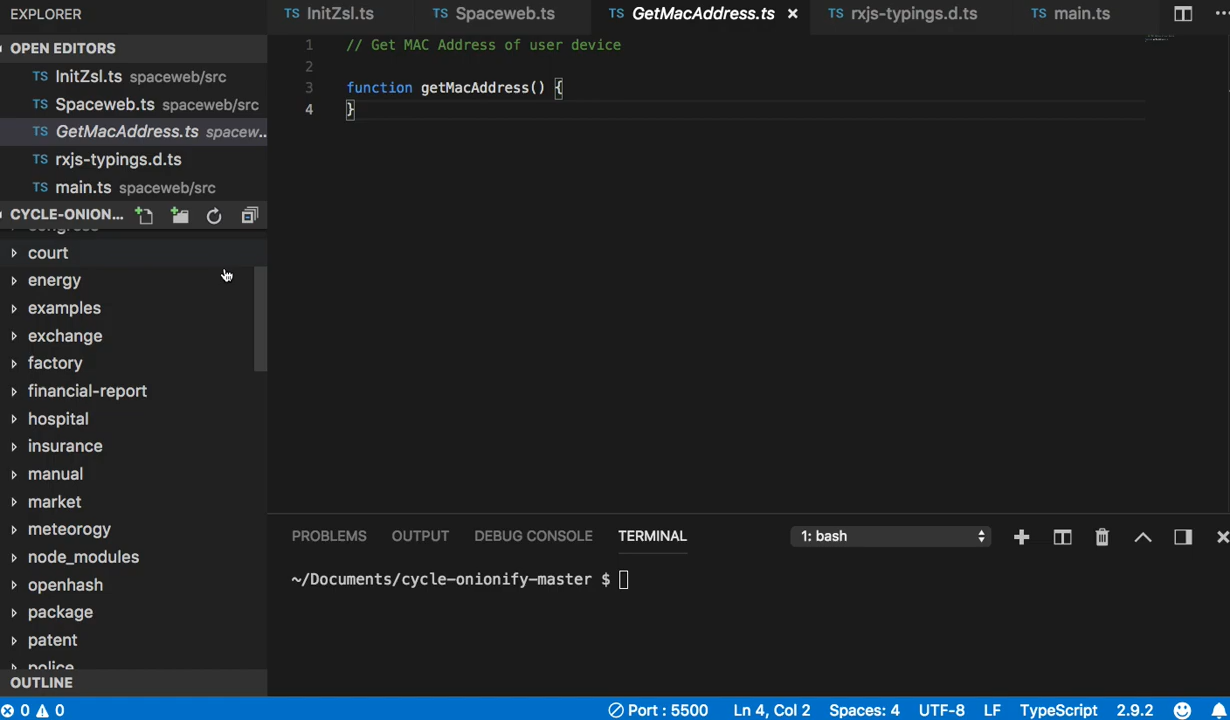 EXPLORER
TS InitZsl.ts
TS Spaceweb.ts
TS GetMacAddress.ts
TS rxjs-typings.d.ts
TS main.ts
OPEN EDITORS
TS InitZsl.ts spaceweb/src
TS Spaceweb.ts spaceweb/src
TS GetMacAddress.ts spacew...
TS rxjs-typings.d.ts
TS main.ts spaceweb/src
CYCLE-ONION...
congress
court
energy
examples
exchange
factory
financial-report
hospital
insurance
manual
market
meteorogy
node_modules
openhash
package
patent
police
OUTLINE
1 // Get MAC Address of user device
2
3 function getMacAddress() {
4 }
PROBLEMS OUTPUT DEBUG CONSOLE TERMINAL 1: bash
~/Documents/cycle-onionify-master $
0 0 Port : 5500 Ln 4, Col 2 Spaces: 4 UTF-8 LF TypeScript 2.9.2